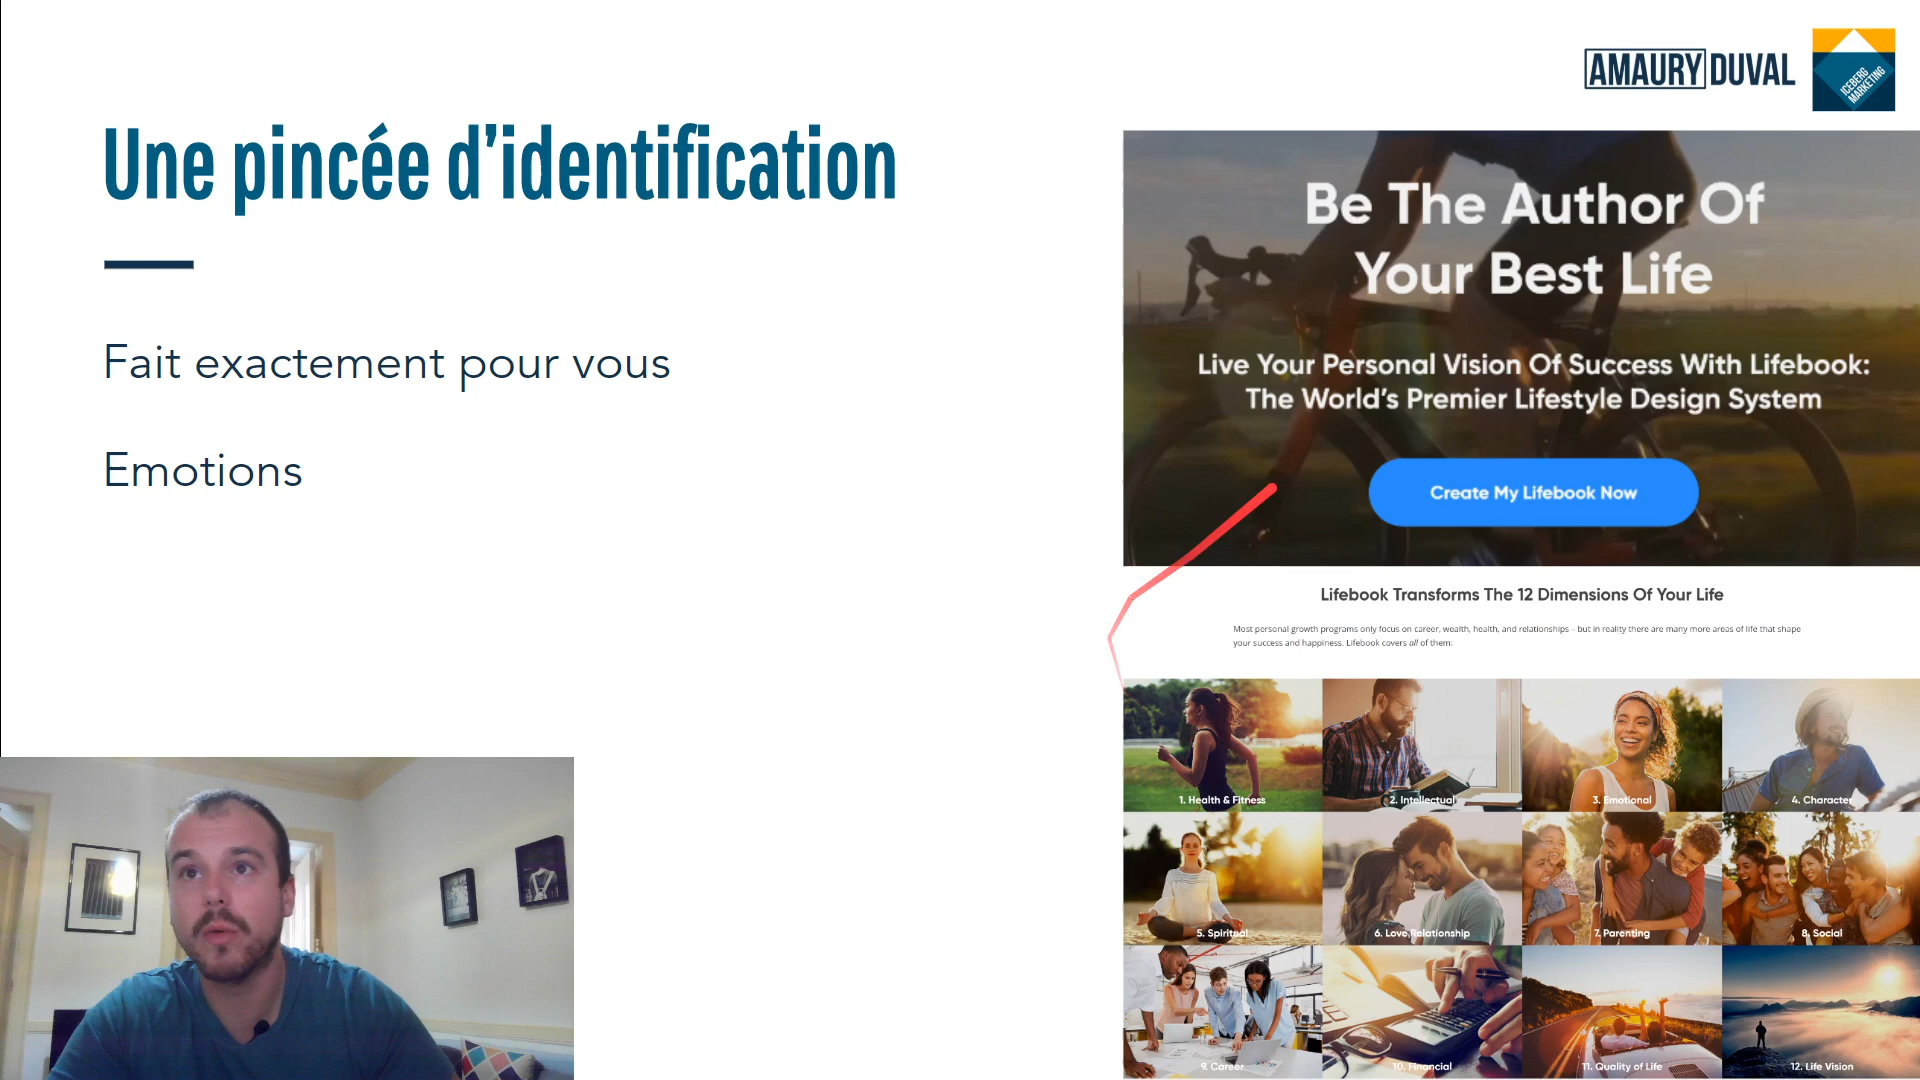 AMAURY DUVAL
ICEBERG
MARKETING
Une pincée d’identification
Fait exactement pour vous
Emotions
Be The Author Of
Your Best Life
Live Your Personal Vision Of Success With Lifebook:
The World’s Premier Lifestyle Design System
Create My Lifebook Now
Lifebook Transforms The 12 Dimensions Of Your Life
Most personal growth programs only focus on career, wealth, health, and relationships – but in reality there are many more areas of life that shape
your success and happiness. Lifebook covers all of them:
1. Health & Fitness
2. Intellectual
3. Emotional
4. Character
5. Spiritual
6. Love Relationship
7. Parenting
8. Social
9. Career
10. Financial
11. Quality of Life
12. Life Vision